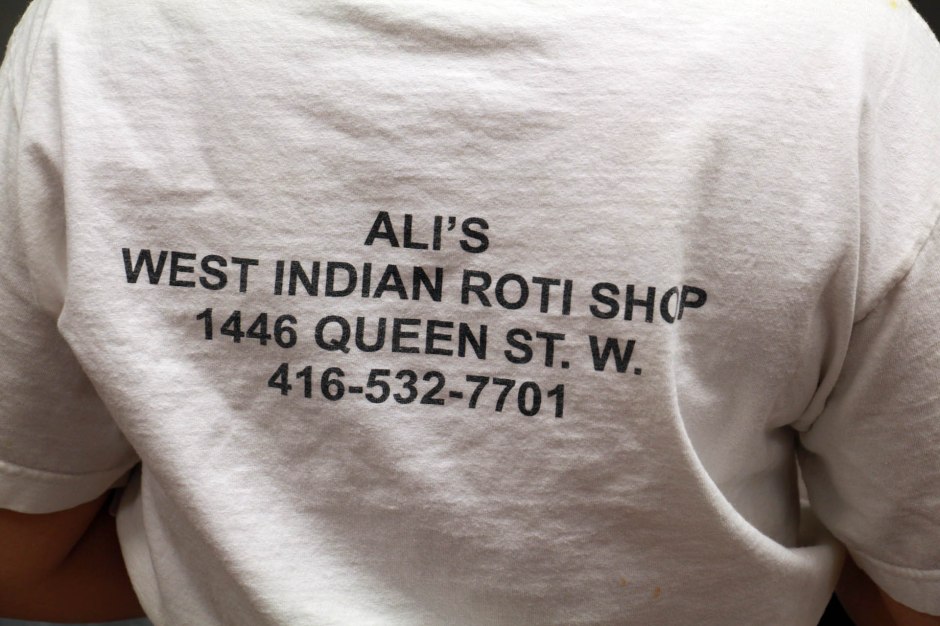 ALI'S
WEST INDIAN ROTI SHOP
1446 QUEEN ST. W.
416-532-7701